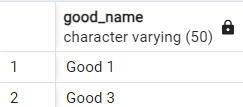 good_name
character varying (50)
1 Good 1
2 Good 3